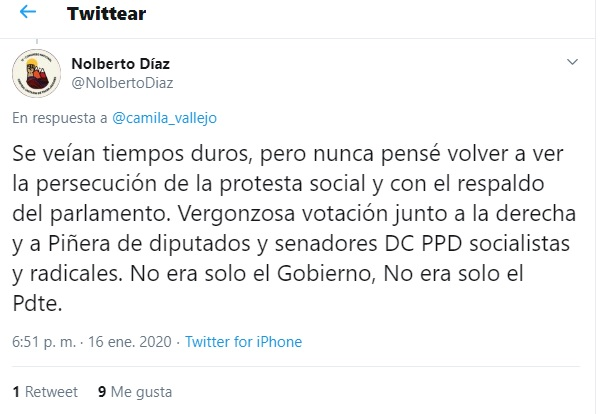 Twittear
Nolberto Díaz
@NolbertoDiaz
En respuesta a @camila_vallejo
Se veían tiempos duros, pero nunca pensé volver a ver
la persecución de la protesta social y con el respaldo
del parlamento. Vergonzosa votación junto a la derecha
y a Piñera de diputados y senadores DC PPD socialistas
y radicales. No era solo el Gobierno, No era solo el
Pdte.
6:51 p. m. · 16 ene. 2020 · Twitter for iPhone
1 Retweet 9 Me gusta